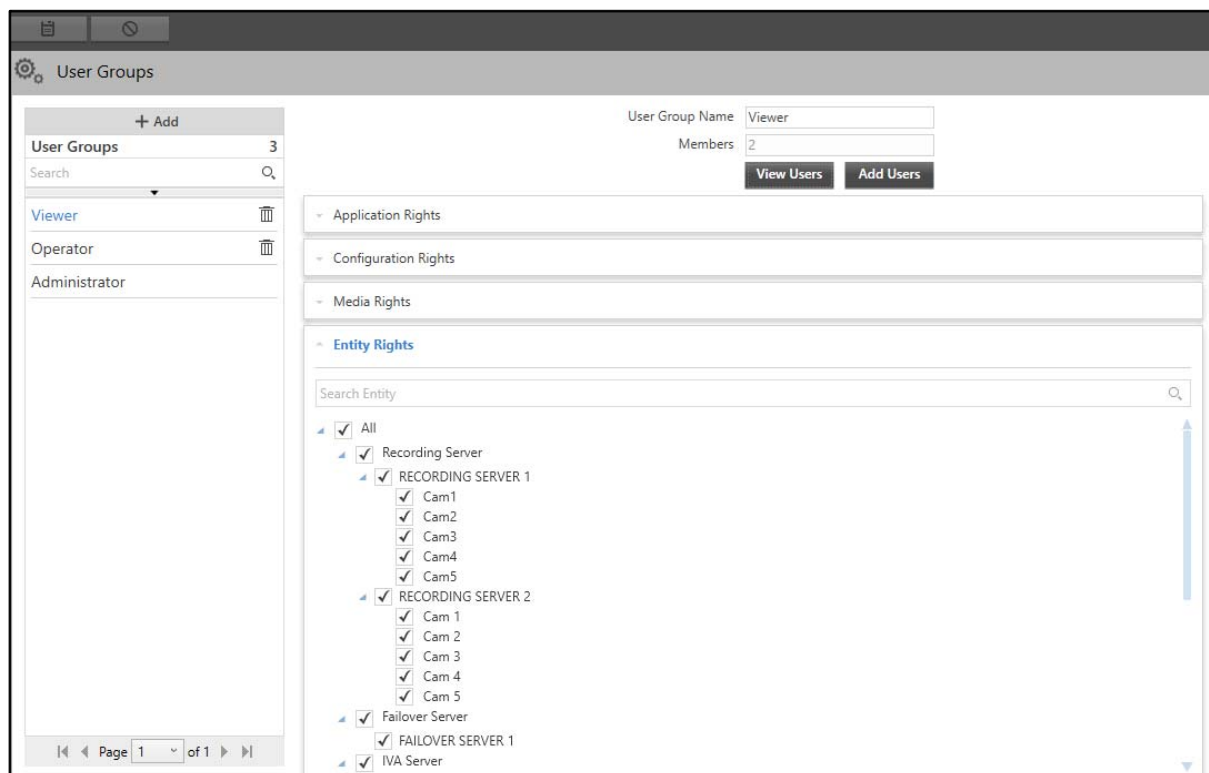 User Groups
+ Add
User Groups 3
Search
Viewer
Operator
Administrator
Page 1 of 1
User Group Name Viewer
Members 2
View Users Add Users
Application Rights
Configuration Rights
Media Rights
Entity Rights
Search Entity
All
Recording Server
RECORDING SERVER 1
Cam1
Cam2
Cam3
Cam4
Cam5
RECORDING SERVER 2
Cam 1
Cam 2
Cam 3
Cam 4
Cam 5
Failover Server
FAILOVER SERVER 1
IVA Server